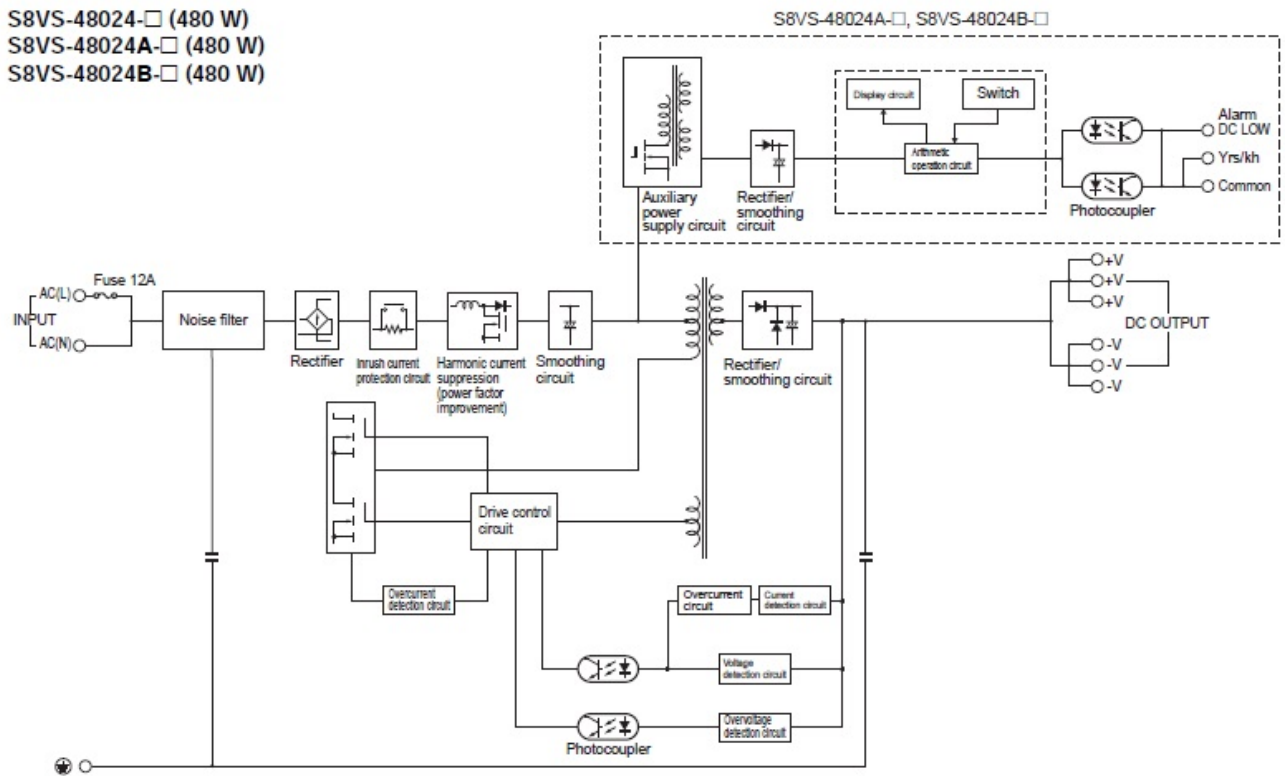 S8VS-48024-□ (480 W)
S8VS-48024A-□ (480 W)
S8VS-48024B-□ (480 W)
S8VS-48024A-□, S8VS-48024B-□
Display circuit
Switch
Arithmetic
operation circuit
Alarm
DC LOW
Yrs/kh
Common
Photocoupler
Auxiliary
power
supply circuit
Rectifier/
smoothing
circuit
AC(L)
Fuse 12A
INPUT
AC(N)
Noise filter
Rectifier
Inrush current
protection circuit
Harmonic current
suppression
(power factor
improvement)
Smoothing
circuit
Rectifier/
smoothing circuit
+V
+V
+V
DC OUTPUT
-V
-V
-V
Drive control
circuit
Overcurrent
detection circuit
Overcurrent
circuit
Current
detection circuit
Voltage
detection circuit
Overvoltage
detection circuit
Photocoupler